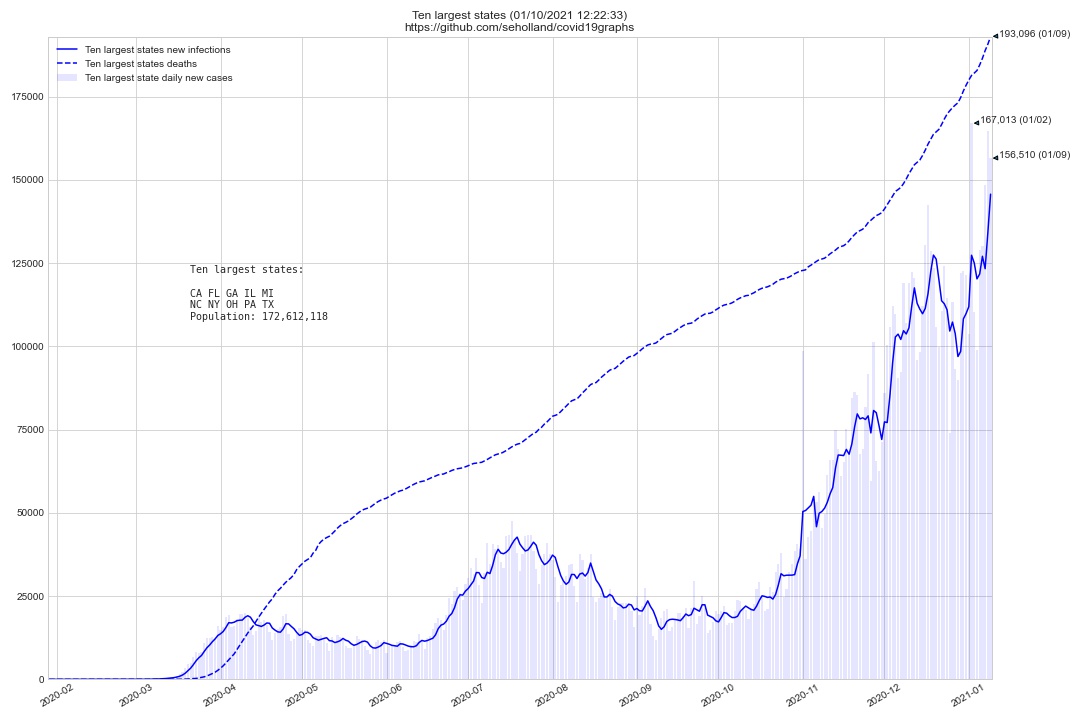 Ten largest states (01/10/2021 12:22:33)
https://github.com/seholland/covid19graphs
Ten largest states new infections
Ten largest states deaths
Ten largest state daily new cases
193,096 (01/09)
167,013 (01/02)
156,510 (01/09)
175000
150000
125000
100000
75000
50000
25000
0
Ten largest states:
CA FL GA IL MI
NC NY OH PA TX
Population: 172,612,118
2020-02
2020-03
2020-04
2020-05
2020-06
2020-07
2020-08
2020-09
2020-10
2020-11
2020-12
2021-01